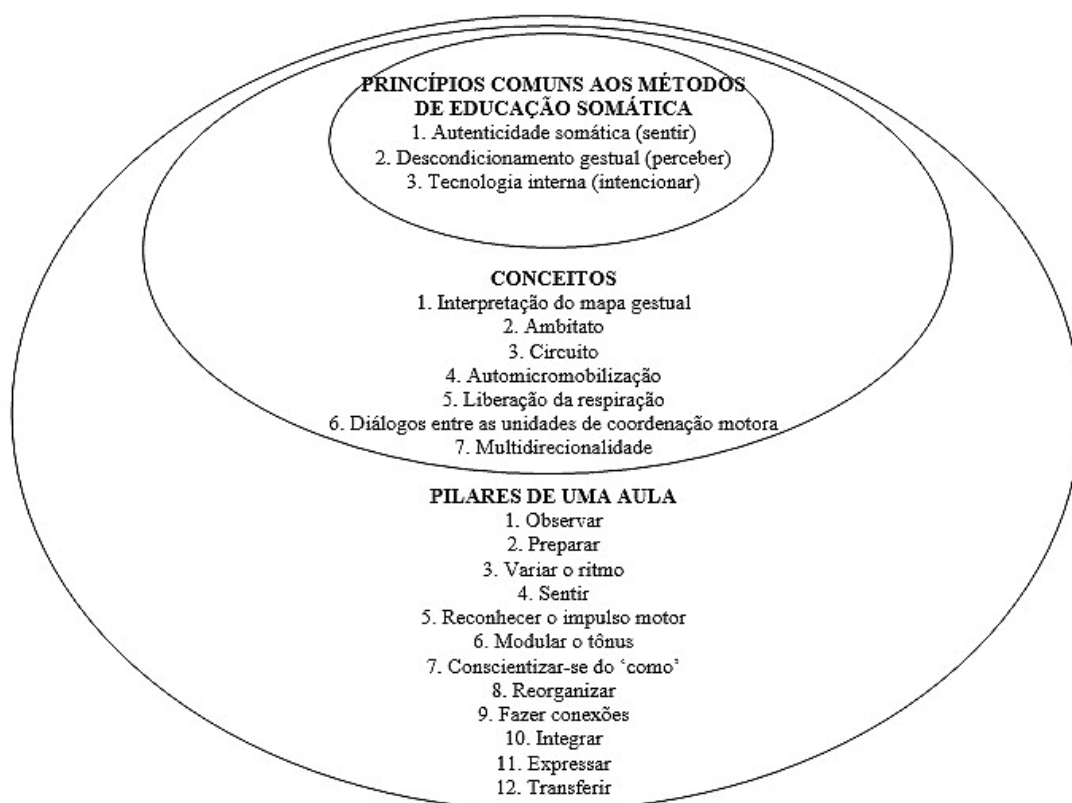 PRINCÍPIOS COMUNS AOS MÉTODOS
DE EDUCAÇÃO SOMÁTICA
1. Autenticidade somática (sentir)
2. Descondicionamento gestual (perceber)
3. Tecnologia interna (intencionar)
CONCEITOS
1. Interpretação do mapa gestual
2. Ambitato
3. Circuito
4. Automicromobilização
5. Liberação da respiração
6. Diálogos entre as unidades de coordenação motora
7. Multidirecionalidade
PILARES DE UMA AULA
1. Observar
2. Preparar
3. Variar o ritmo
4. Sentir
5. Reconhecer o impulso motor
6. Modular o tônus
7. Conscientizar-se do ‘como’
8. Reorganizar
9. Fazer conexões
10. Integrar
11. Expressar
12. Transferir